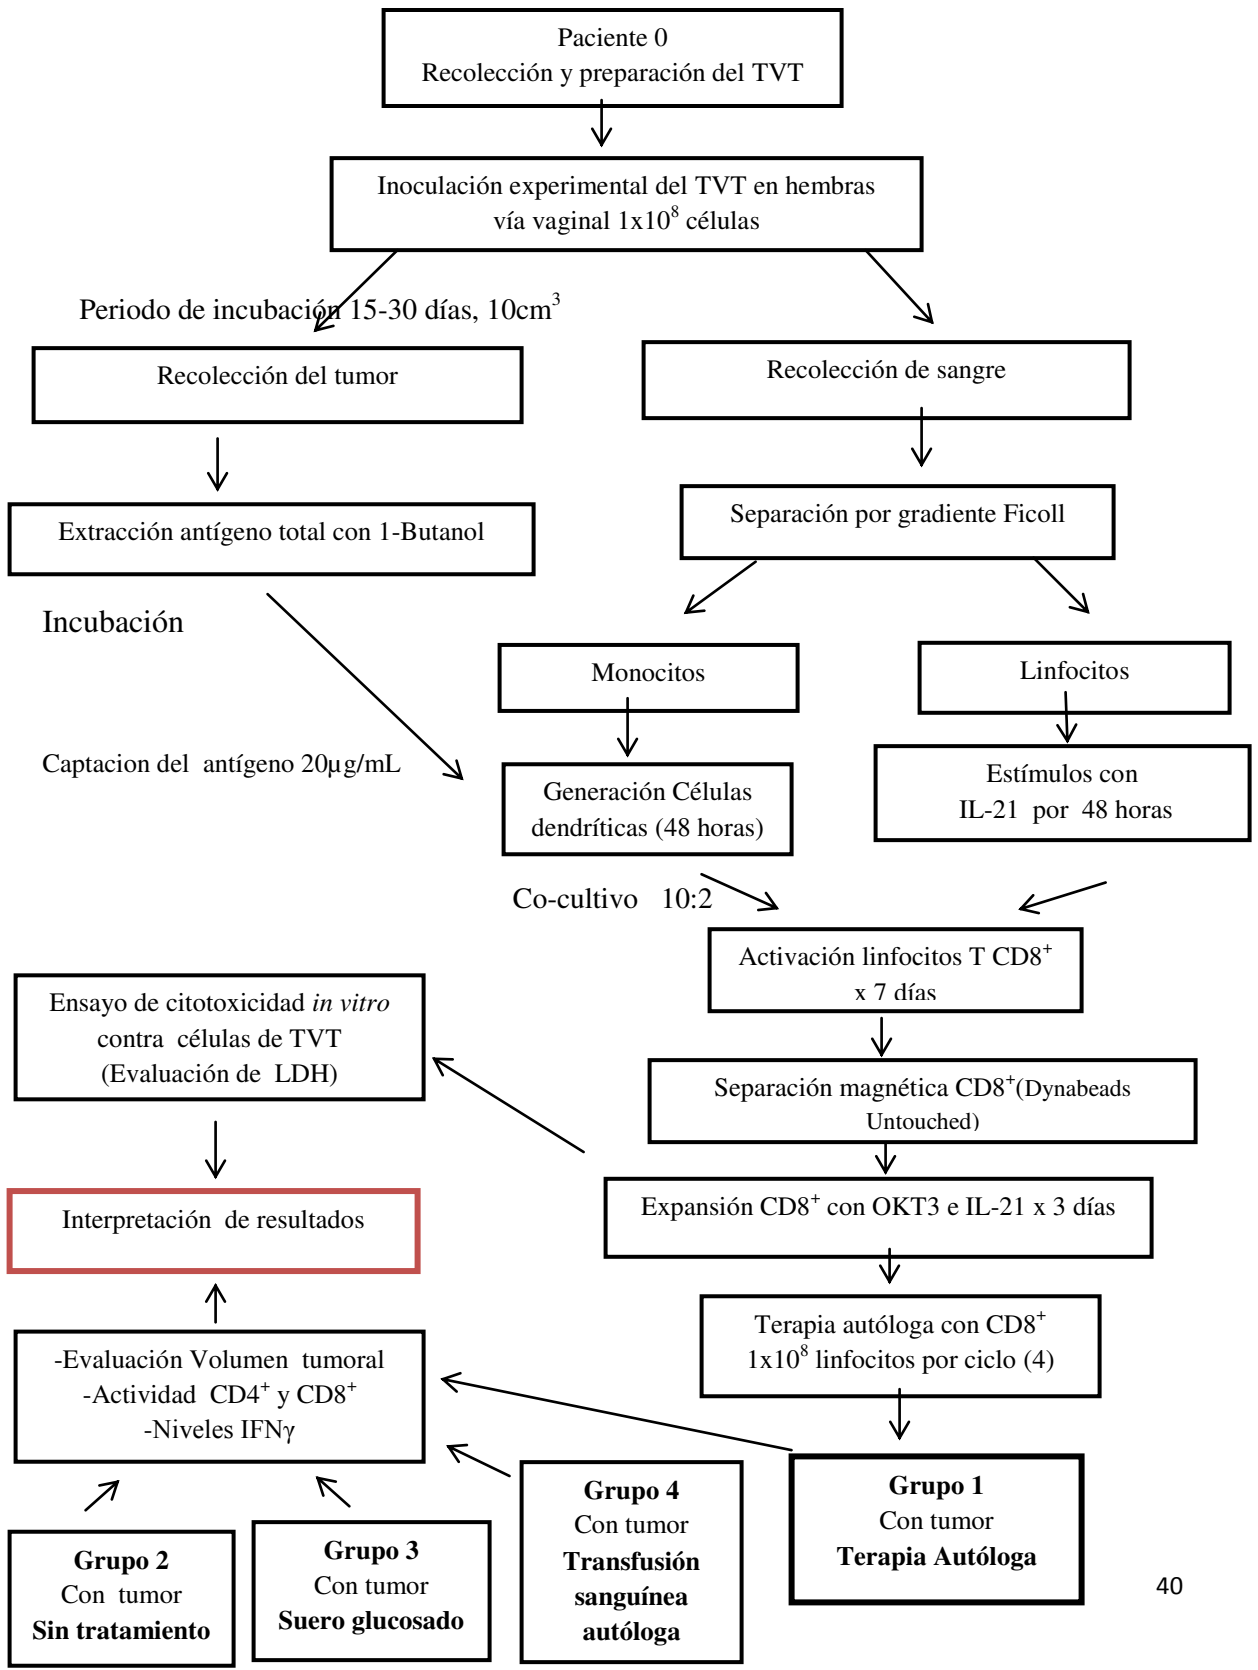 Paciente 0
Recolección y preparación del TVT
Inoculación experimental del TVT en hembras
vía vaginal 1x10⁸ células
Periodo de incubación 15-30 días, 10cm³
Recolección del tumor
Recolección de sangre
Extracción antígeno total con 1-Butanol
Separación por gradiente Ficoll
Incubación
Monocitos
Linfocitos
Captacion del antígeno 20µg/mL
Generación Células
dendríticas (48 horas)
Estímulos con
IL-21 por 48 horas
Co-cultivo 10:2
Activación linfocitos T CD8⁺
x 7 días
Ensayo de citotoxicidad in vitro
contra células de TVT
(Evaluación de LDH)
Separación magnética CD8⁺(Dynabeads
Untouched)
Interpretación de resultados
Expansión CD8⁺ con OKT3 e IL-21 x 3 días
Terapia autóloga con CD8⁺
1x10⁸ linfocitos por ciclo (4)
-Evaluación Volumen tumoral
-Actividad CD4⁺ y CD8⁺
-Niveles IFNγ
Grupo 2
Con tumor
Sin tratamiento
Grupo 3
Con tumor
Suero glucosado
Grupo 4
Con tumor
Transfusión
sanguínea
autóloga
Grupo 1
Con tumor
Terapia Autóloga
40